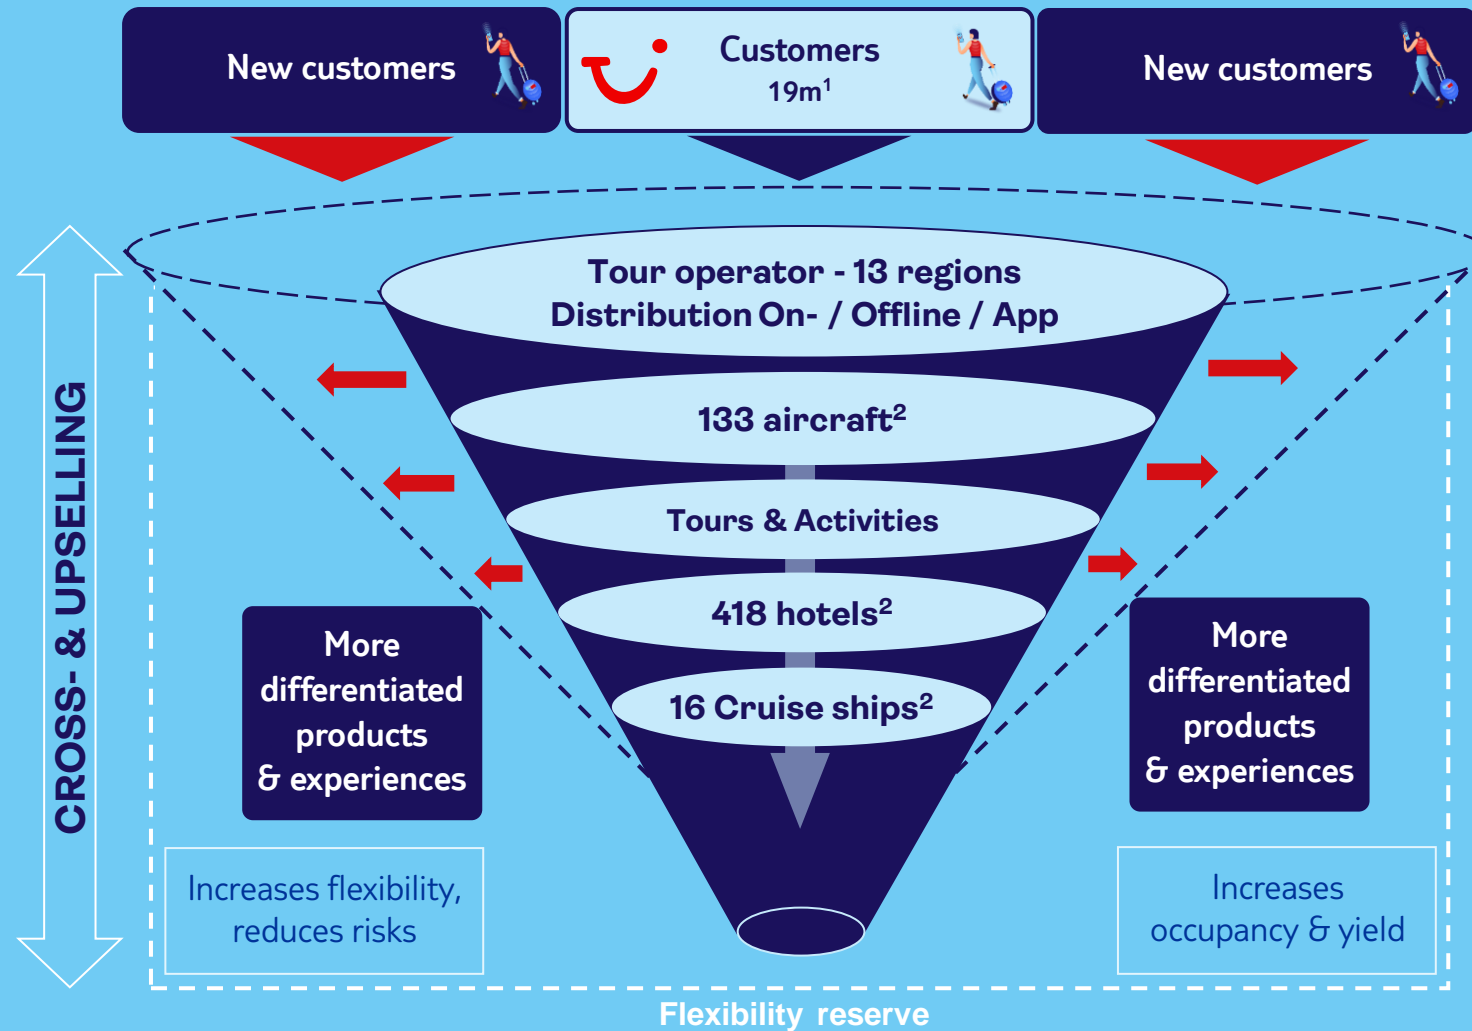 New customers
Customers
19m¹
New customers
CROSS- & UPSELLING
Tour operator - 13 regions
Distribution On- / Offline / App
133 aircraft²
Tours & Activities
418 hotels²
16 Cruise ships²
More
differentiated
products
& experiences
More
differentiated
products
& experiences
Increases flexibility,
reduces risks
Increases
occupancy & yield
Flexibility reserve